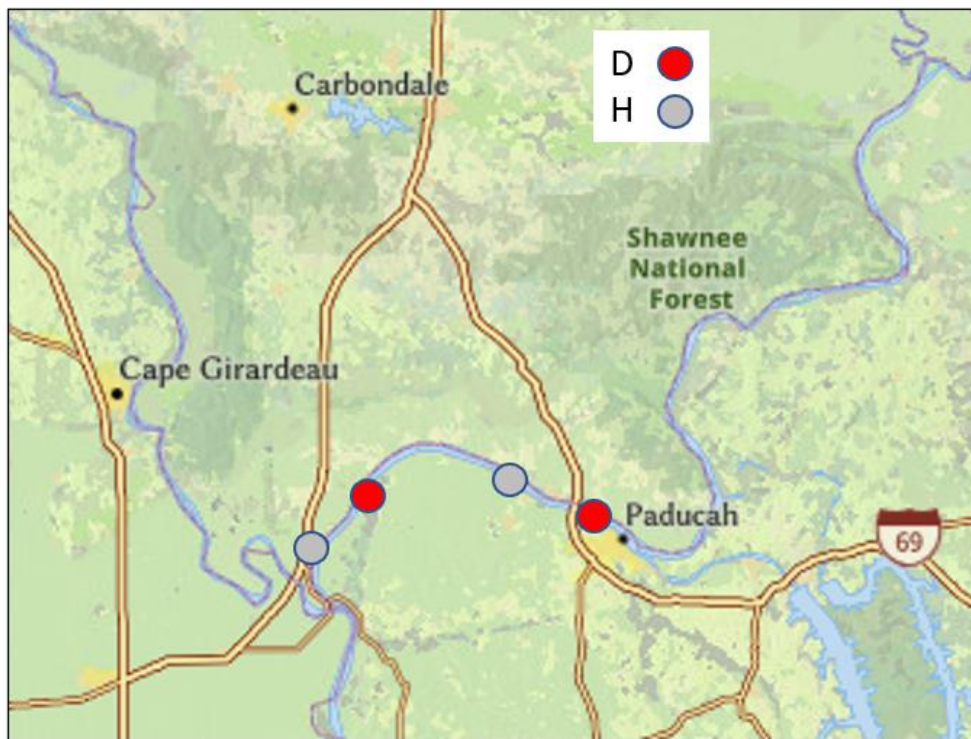 D
H
Carbondale
Shawnee
National
Forest
Cape Girardeau
Paducah
69